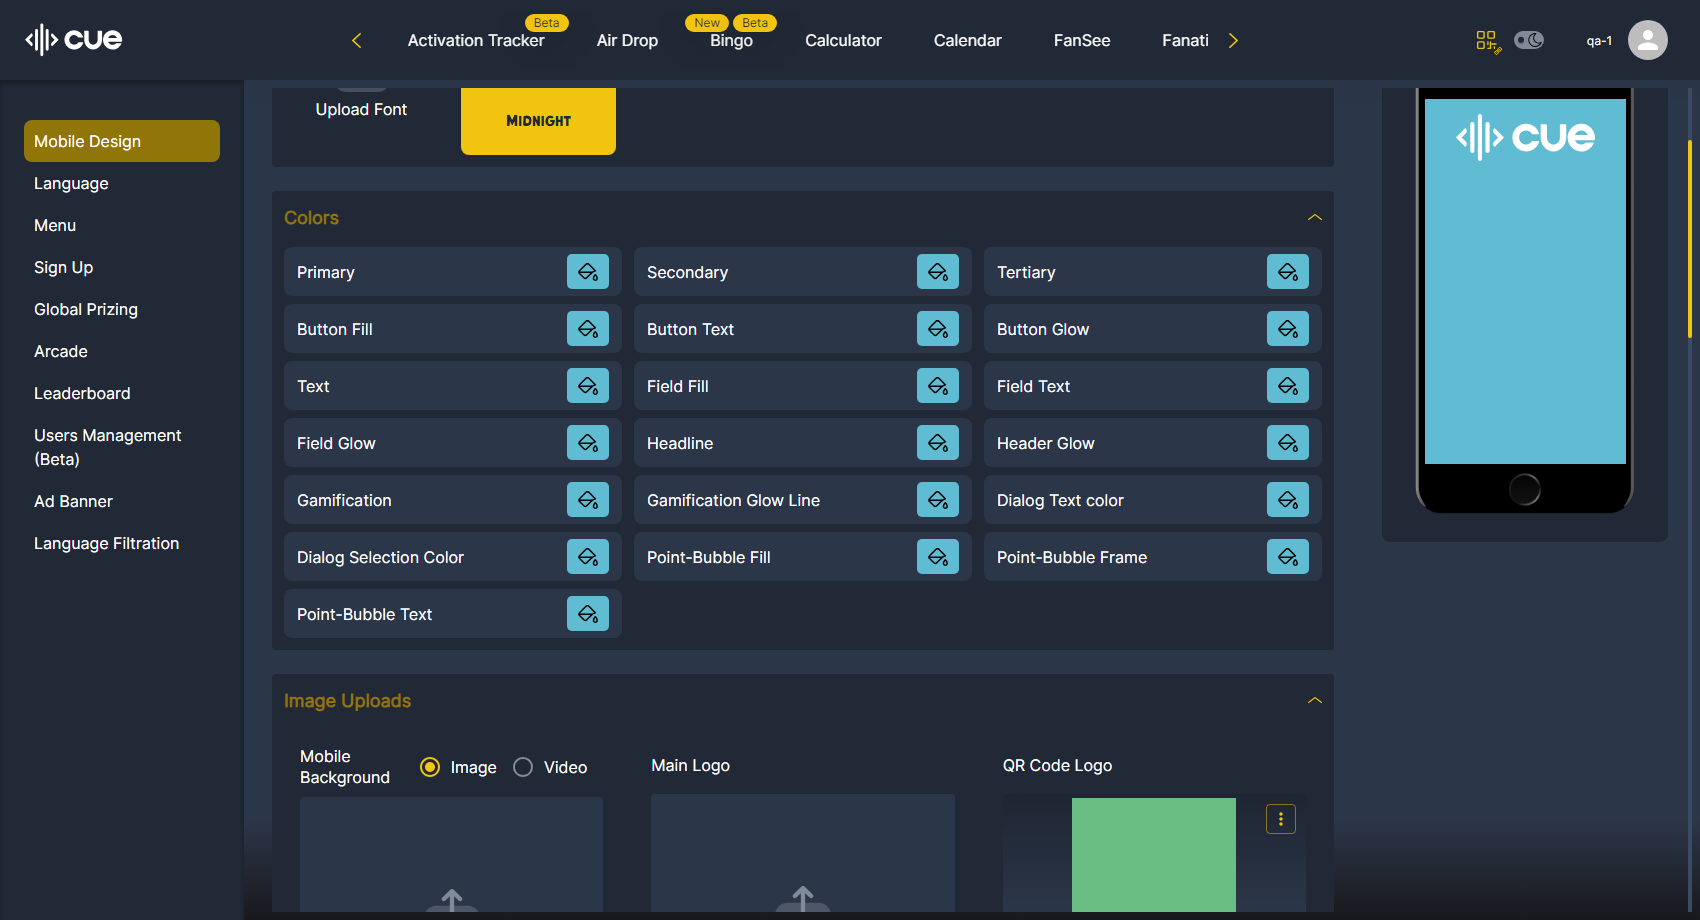 cue
Beta
New
Beta
Activation Tracker
Air Drop
Bingo
Calculator
Calendar
FanSee
Fanati
qa-1
Mobile Design
Language
Menu
Sign Up
Global Prizing
Arcade
Leaderboard
Users Management
(Beta)
Ad Banner
Language Filtration
Upload Font
MIDNIGHT
cue
Colors
Primary
Secondary
Tertiary
Button Fill
Button Text
Button Glow
Text
Field Fill
Field Text
Field Glow
Headline
Header Glow
Gamification
Gamification Glow Line
Dialog Text color
Dialog Selection Color
Point-Bubble Fill
Point-Bubble Frame
Point-Bubble Text
Image Uploads
Mobile
Background
Image
Video
Main Logo
QR Code Logo